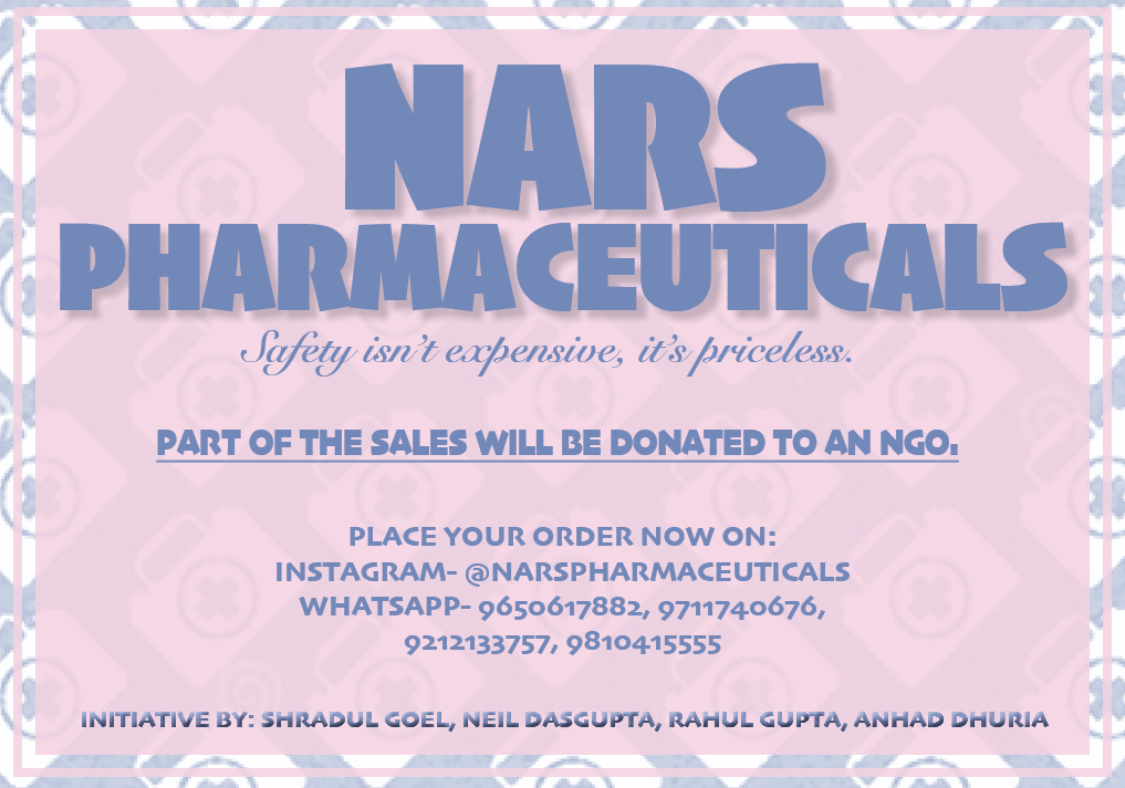 NARS
PHARMACEUTICALS
Safety isn't expensive, it's priceless.
PART OF THE SALES WILL BE DONATED TO AN NGO.
PLACE YOUR ORDER NOW ON:
INSTAGRAM- @NARSPHARMACEUTICALS
WHATSAPP- 9650617882, 9711740676,
9212133757, 9810415555
INITIATIVE BY: SHRADUL GOEL, NEIL DASGUPTA, RAHUL GUPTA, ANHAD DHURIA